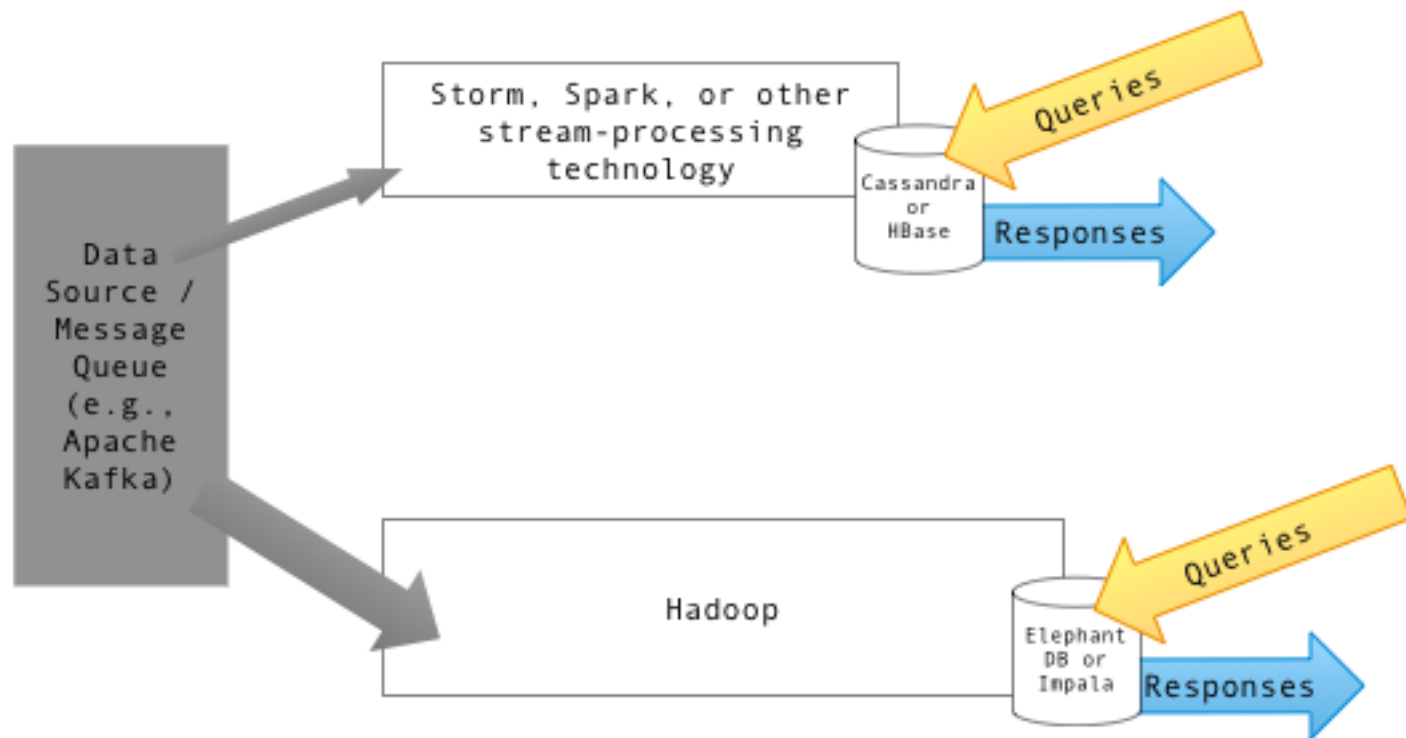 Data
Source /
Message
Queue
(e.g.,
Apache
Kafka)
Storm, Spark, or other
stream-processing
technology
Cassandra
or
HBase
Queries
Responses
Hadoop
Elephant
DB or
Impala
Queries
Responses